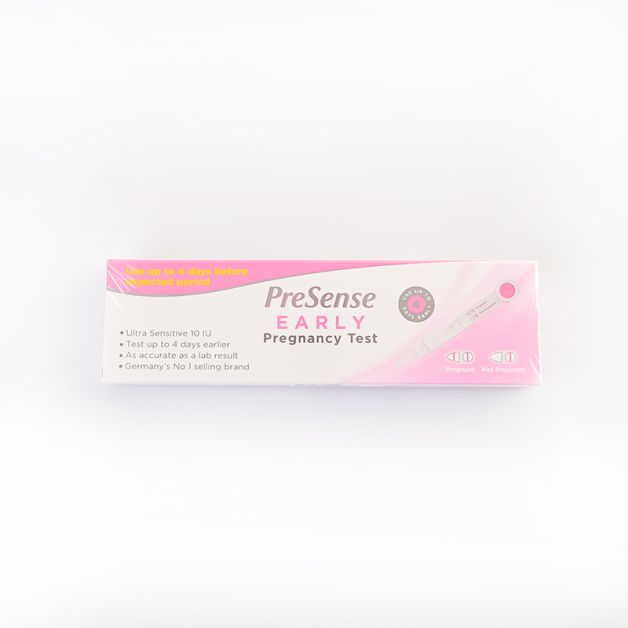 Use up to 4 days before
expected period
PreSense
EARLY
Pregnancy Test
• Ultra Sensitive 10 IU
• Test up to 4 days earlier
• As accurate as a lab result
• Germany's No 1 selling brand
USE UP TO
4
DAYS EARLY
Pregnant
Not Pregnant